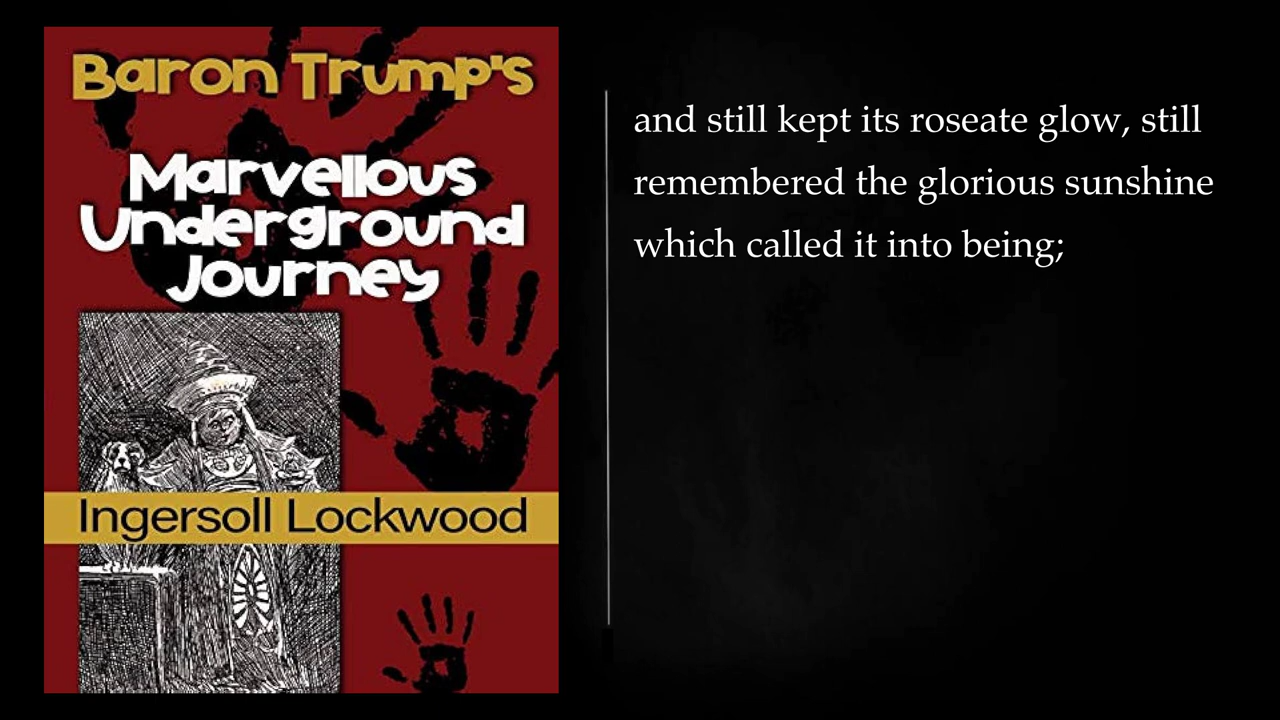 Baron Trump's
Marvellous
Underground
Journey
Ingersoll Lockwood
and still kept its roseate glow, still
remembered the glorious sunshine
which called it into being;